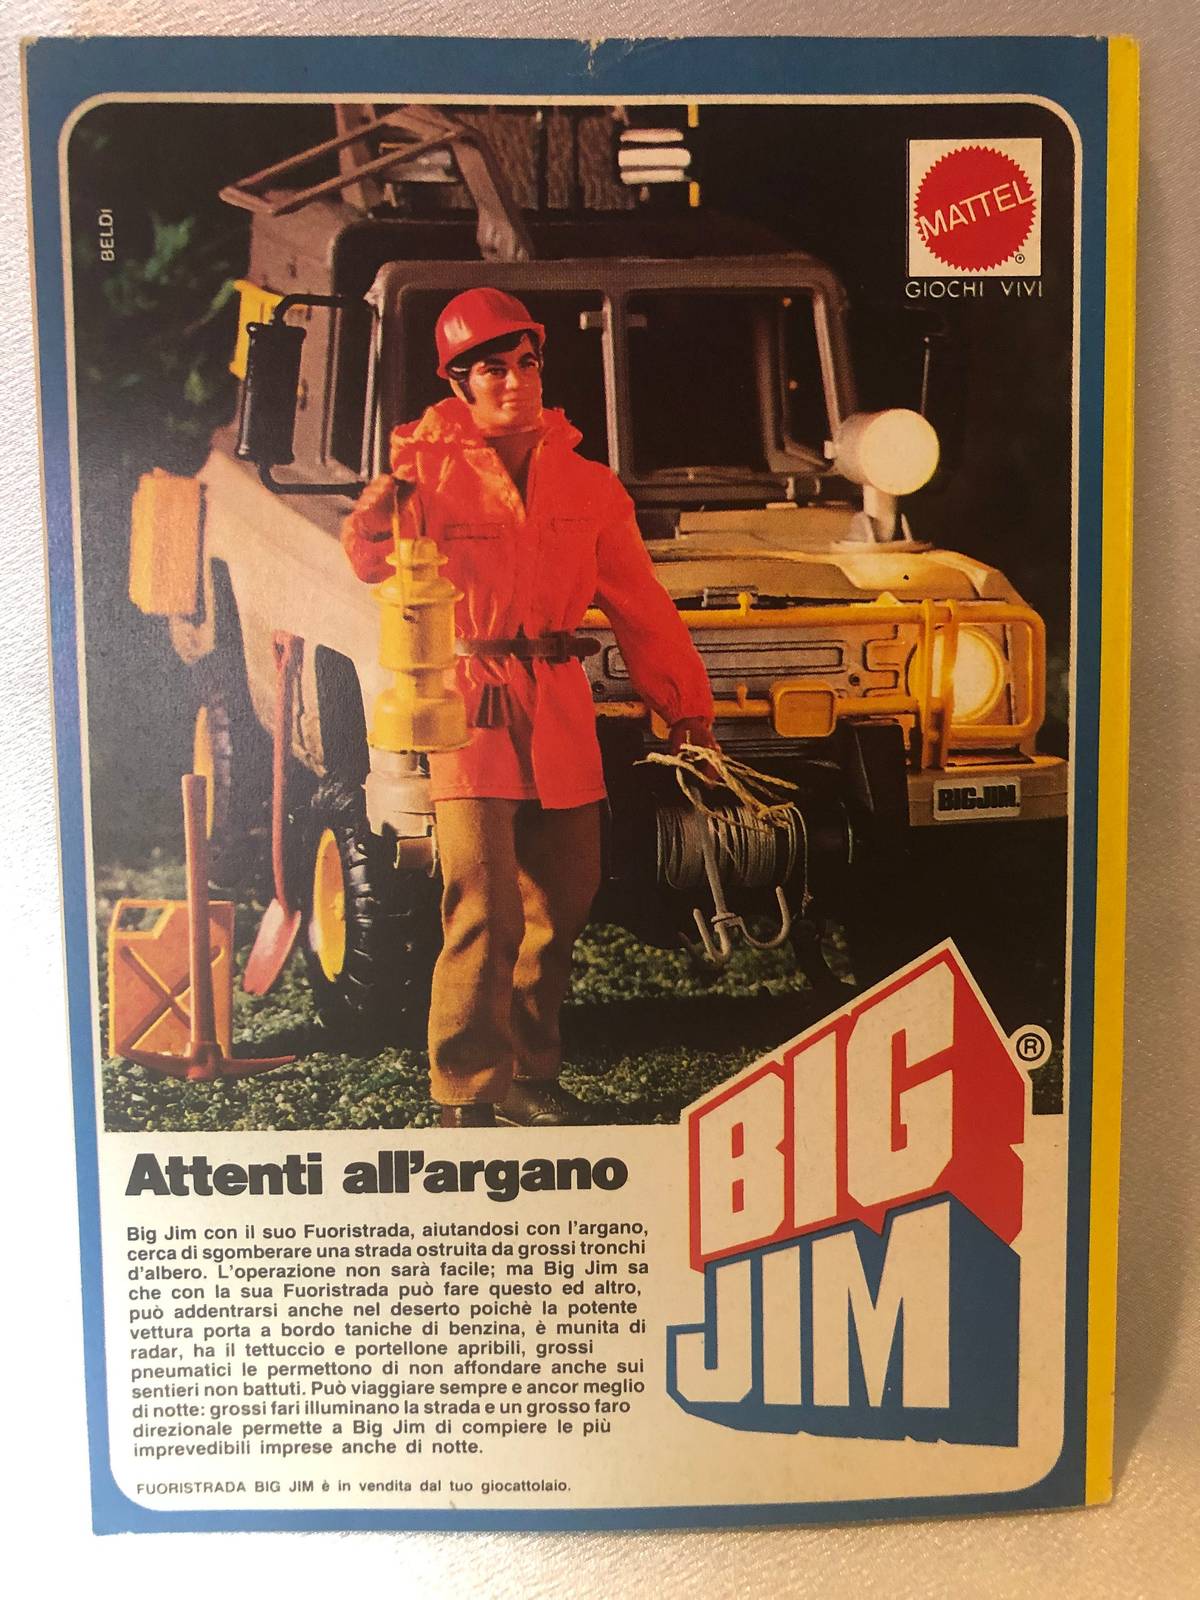 BELDÌ
MATTEL
®
GIOCHI VIVI
BIG JIM®
BIG
JIM
®
Attenti all'argano
Big Jim con il suo Fuoristrada, aiutandosi con l'argano,
cerca di sgomberare una strada ostruita da grossi tronchi
d'albero. L'operazione non sarà facile; ma Big Jim sa
che con la sua Fuoristrada può fare questo ed altro,
può addentrarsi anche nel deserto poichè la potente
vettura porta a bordo taniche di benzina, è munita di
radar, ha il tettuccio e portellone apribili, grossi
pneumatici le permettono di non affondare anche sui
sentieri non battuti. Può viaggiare sempre e ancor meglio
di notte: grossi fari illuminano la strada e un grosso faro
direzionale permette a Big Jim di compiere le più
imprevedibili imprese anche di notte.
FUORISTRADA BIG JIM è in vendita dal tuo giocattolaio.